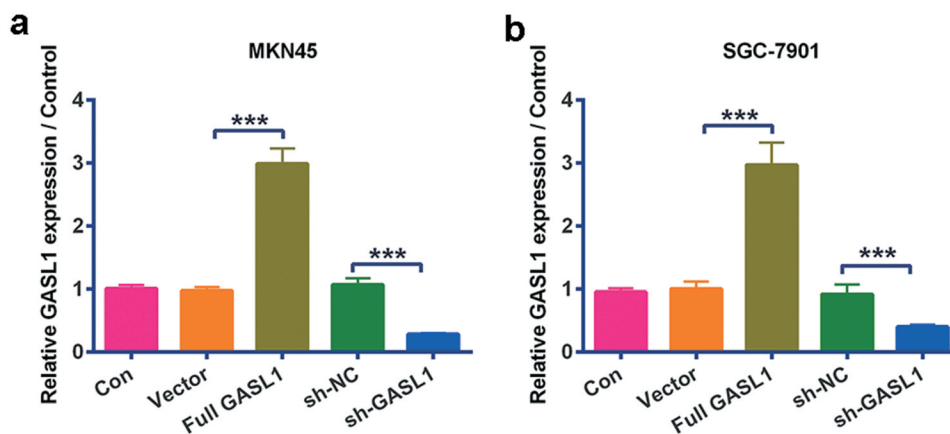 a
MKN45
Relative GASL1 expression / Control
4
3
2
1
0
***
***
Con
Vector
Full GASL1
sh-NC
sh-GASL1
b
SGC-7901
Relative GASL1 expression / Control
4
3
2
1
0
***
***
Con
Vector
Full GASL1
sh-NC
sh-GASL1